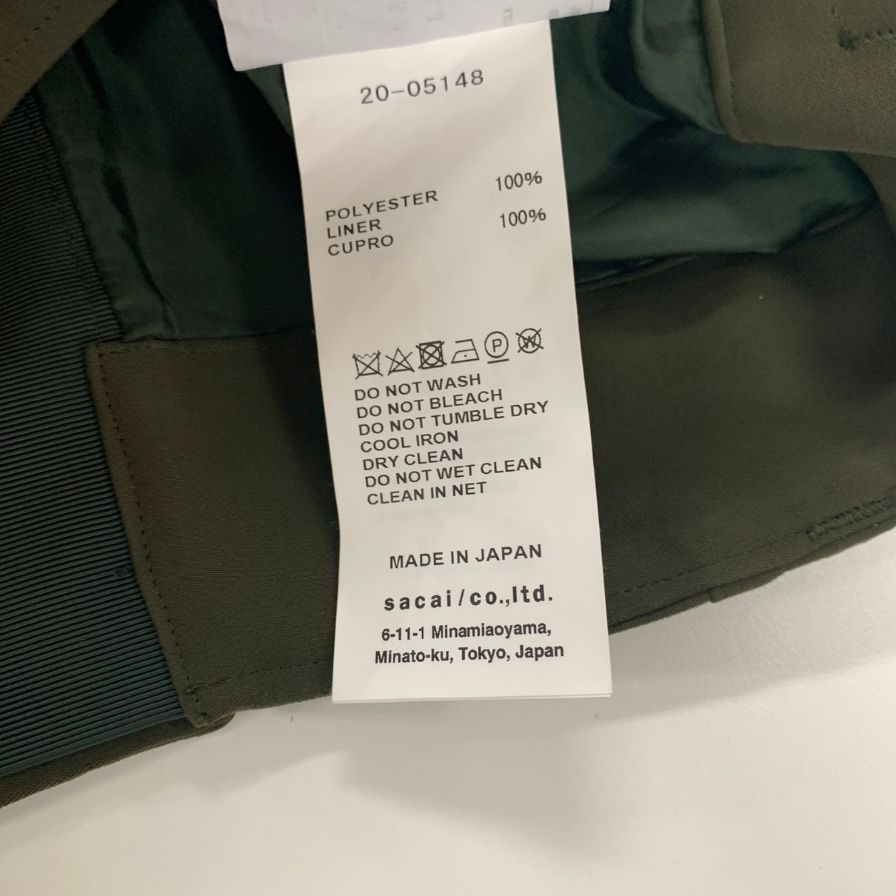 20-05148
POLYESTER 100%
LINER
CUPRO 100%
DO NOT WASH
DO NOT BLEACH
DO NOT TUMBLE DRY
COOL IRON
DRY CLEAN
DO NOT WET CLEAN
CLEAN IN NET
MADE IN JAPAN
sacai/co.,ltd.
6-11-1 Minamiaoyama,
Minato-ku, Tokyo, Japan